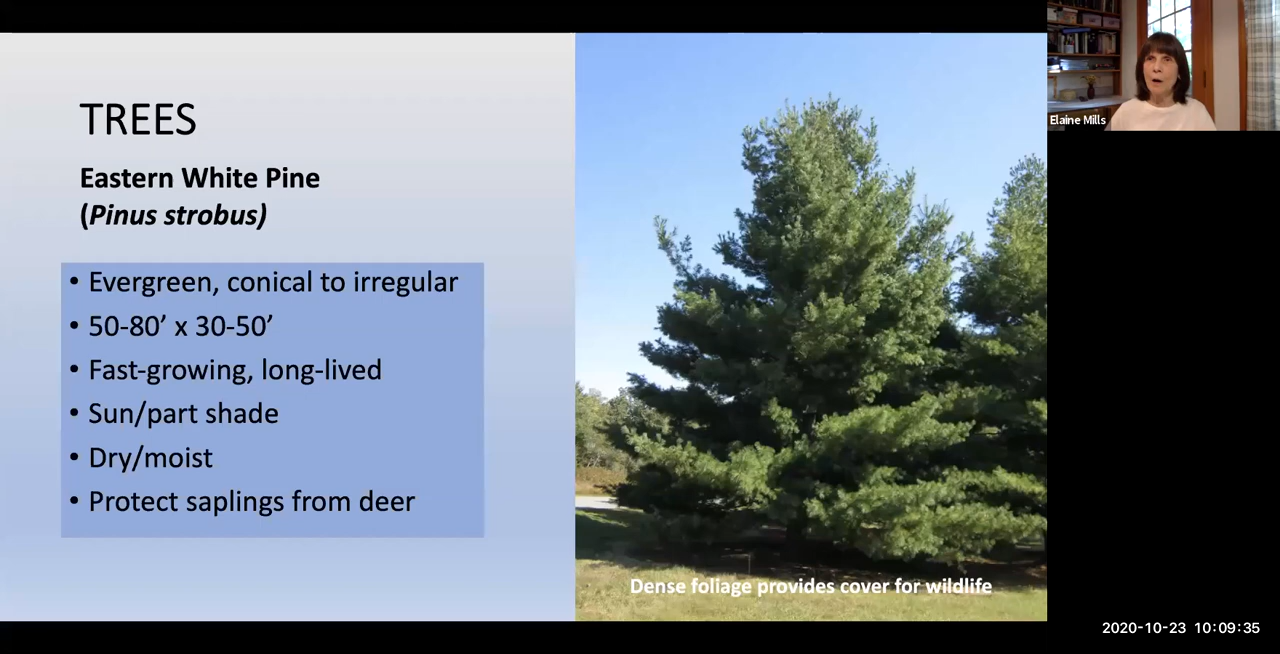 TREES
Eastern White Pine
(Pinus strobus)
• Evergreen, conical to irregular
• 50-80’ x 30-50’
• Fast-growing, long-lived
• Sun/part shade
• Dry/moist
• Protect saplings from deer
Dense foliage provides cover for wildlife
Elaine Mills
2020-10-23 10:09:35